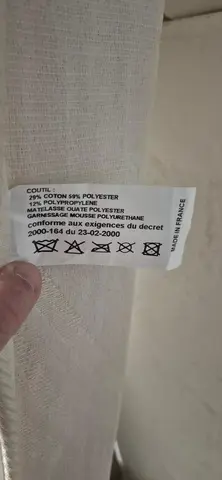 COUTIL :
29% COTON 59% POLYESTER
12% POLYPROPYLENE
MATELASSE OUATE POLYESTER
GARNISSAGE MOUSSE POLYURETHANE
conforme aux exigences du decret
2000-164 du 23-02-2000
MADE IN FRANCE